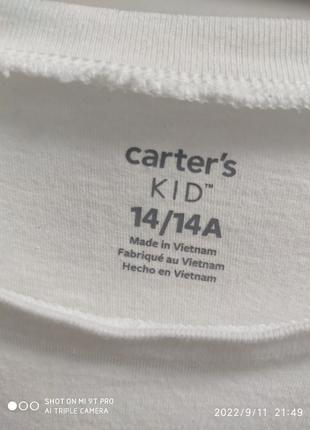 carter's
KID™
14/14A
Made in Vietnam
Fabriqué au Vietnam
Hecho en Vietnam
SHOT ON MI 9T PRO
AI TRIPLE CAMERA
2022/9/11 21:49